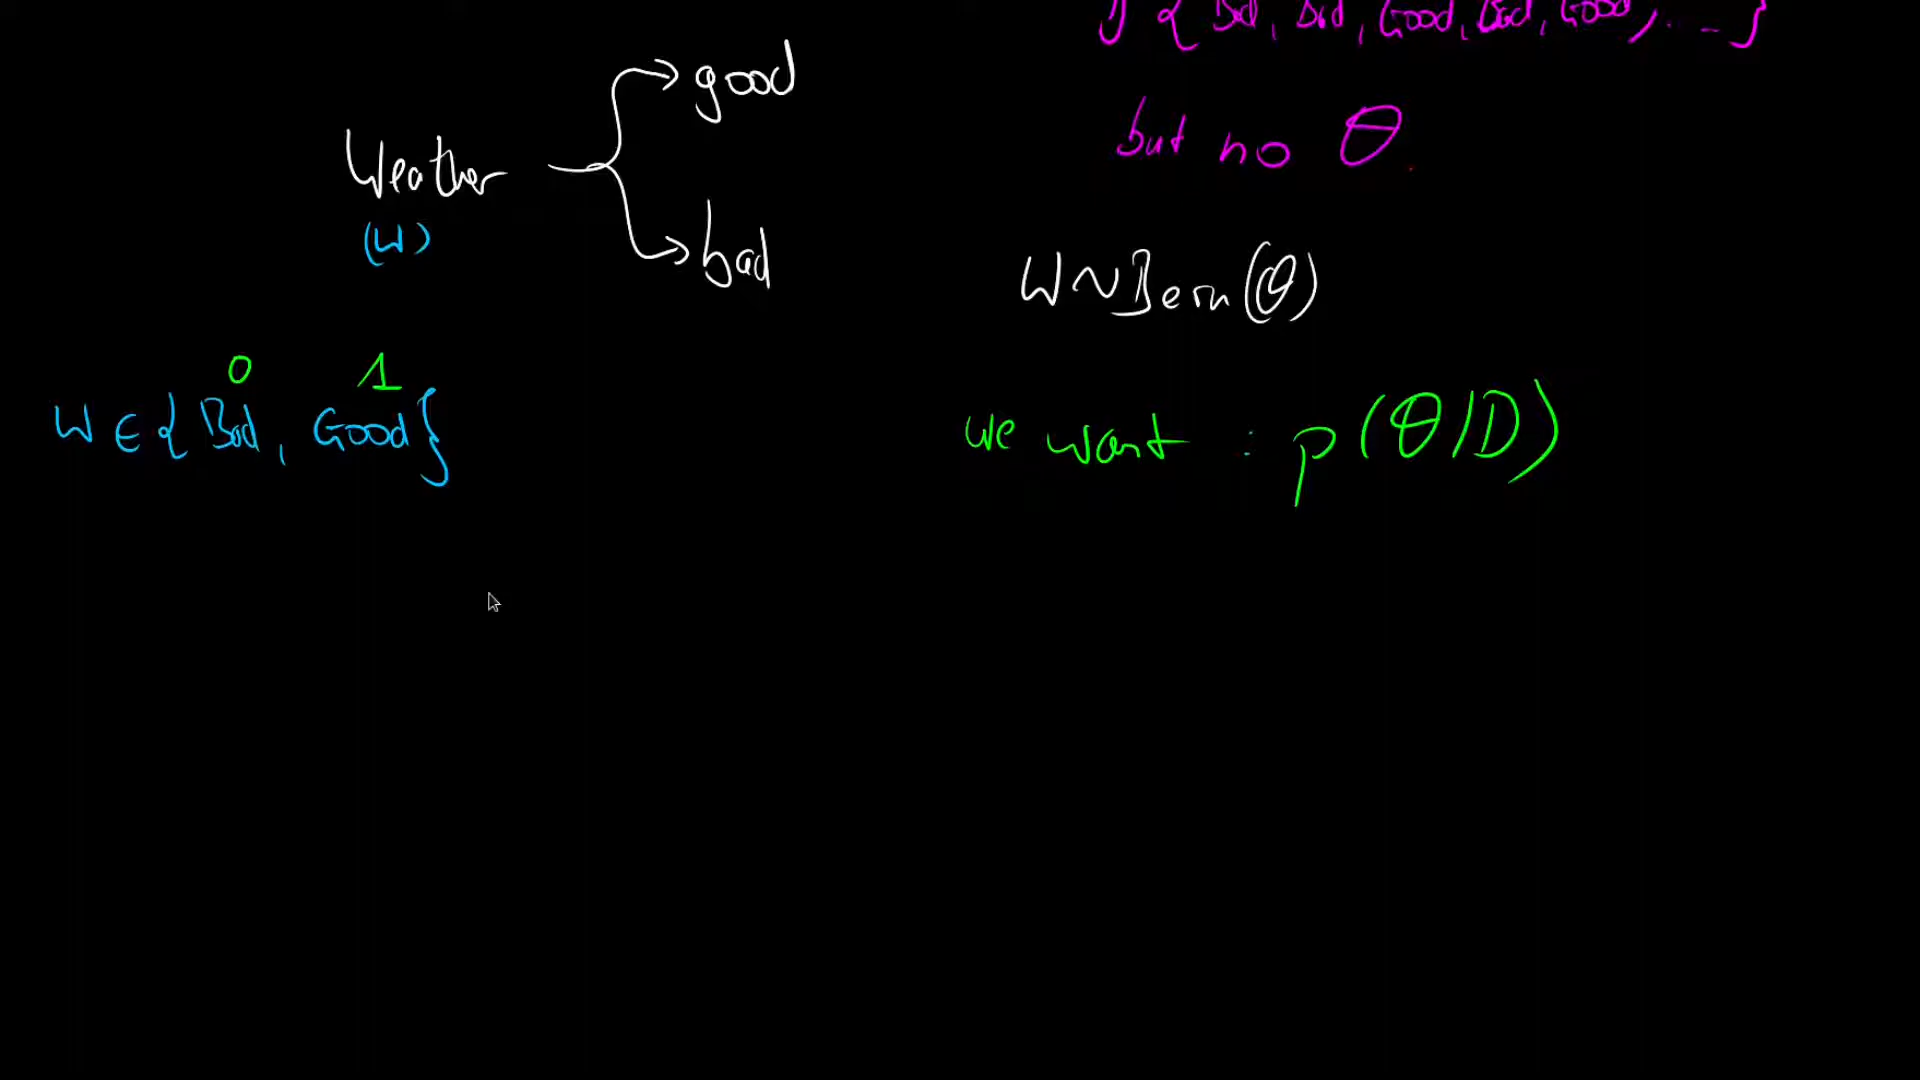 D { Bad, Bad, Good, Bad, Good, ... }
good
but no θ.
Weather
(W)
bad
W~Bern(θ)
0 1
W ∈ { Bad, Good }
we want : p(θ|D)